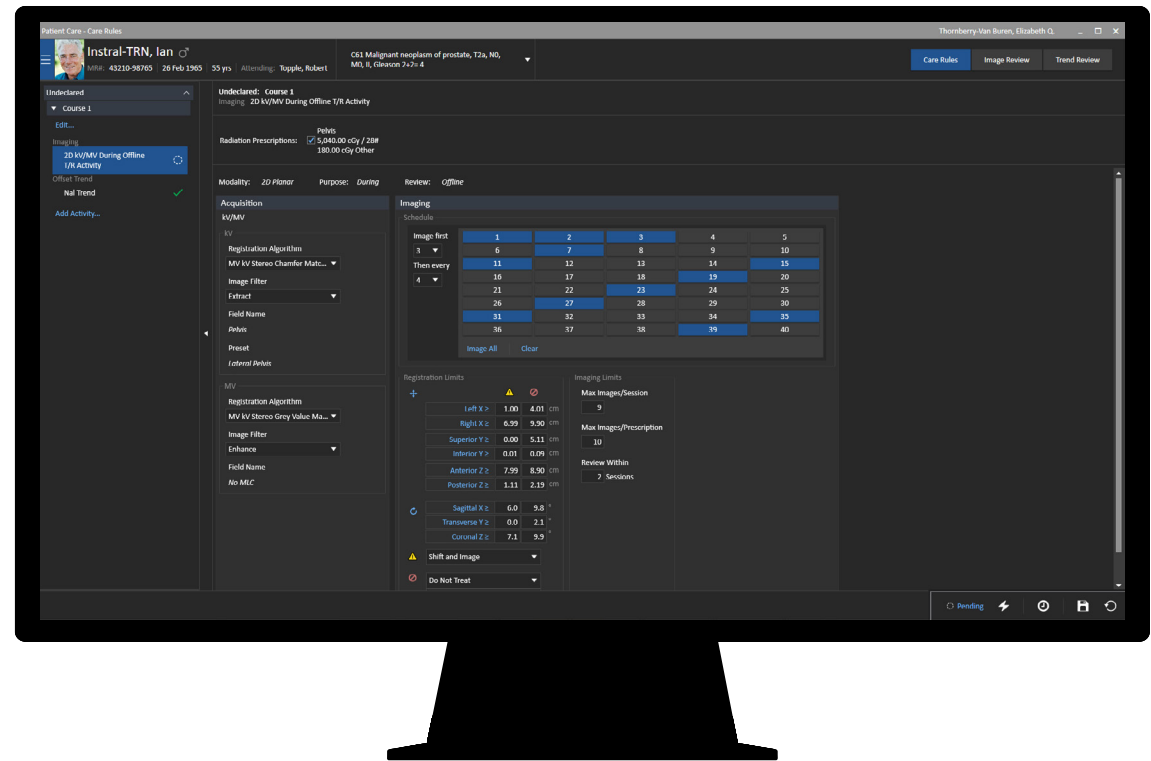 Patient Care - Care Rules
Thornberry-Van Buren, Elizabeth Q.
Instral-TRN, Ian
MR#: 43210-98765 26 Feb 1965 55 yrs Attending: Topple, Robert
C61 Malignant neoplasm of prostate, T2a, N0,
M0, II, Gleason 2+2= 4
Care Rules
Image Review
Trend Review
Undeclared
Course 1
Edit...
Imaging
2D kV/MV During Offline
T/R Activity
Offset Trend
Nal Trend
Add Activity...
Undeclared: Course 1
Imaging 2D kV/MV During Offline T/R Activity
Radiation Prescriptions:
Pelvis
5,040.00 cGy / 28#
180.00 cGy Other
Modality: 2D Planar Purpose: During Review: Offline
Acquisition
kV/MV
kV
Registration Algorithm
MV kV Stereo Chamfer Matc...
Image Filter
Extract
Field Name
Pelvis
Preset
Lateral Pelvis
MV
Registration Algorithm
MV kV Stereo Grey Value Ma...
Image Filter
Enhance
Field Name
No MLC
Imaging
Schedule
Image first
3
Then every
4
1 2 3 4 5
6 7 8 9 10
11 12 13 14 15
16 17 18 19 20
21 22 23 24 25
26 27 28 29 30
31 32 33 34 35
36 37 38 39 40
Image All Clear
Registration Limits
Left X ≥ 1.00 4.01 cm
Right X ≥ 6.99 9.90 cm
Superior Y ≥ 0.00 5.11 cm
Inferior Y ≥ 0.01 0.09 cm
Anterior Z ≥ 7.99 8.90 cm
Posterior Z ≥ 1.11 2.19 cm
Sagittal X ≥ 6.0 9.8 °
Transverse Y ≥ 0.0 2.1 °
Coronal Z ≥ 7.1 9.9 °
Shift and Image
Do Not Treat
Imaging Limits
Max Images/Session
9
Max Images/Prescription
10
Review Within
2 Sessions
Pending